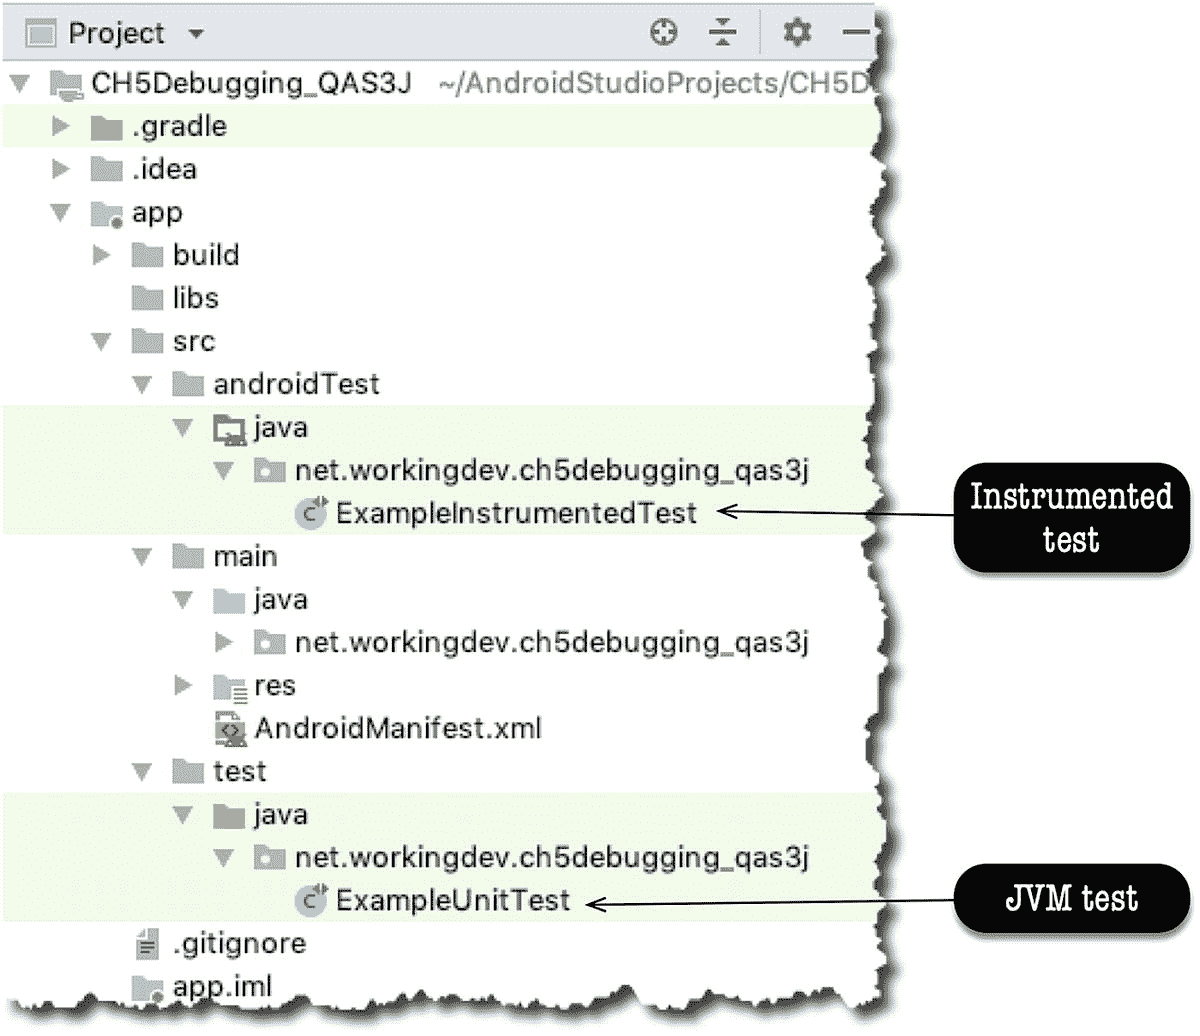 Project
CH5Debugging_QAS3J ~/AndroidStudioProjects/CH5D
.gradle
.idea
app
build
libs
src
androidTest
java
net.workingdev.ch5debugging_qas3j
ExampleInstrumentedTest
Instrumented
test
main
java
net.workingdev.ch5debugging_qas3j
res
AndroidManifest.xml
test
java
net.workingdev.ch5debugging_qas3j
ExampleUnitTest
JVM test
.gitignore
app.iml